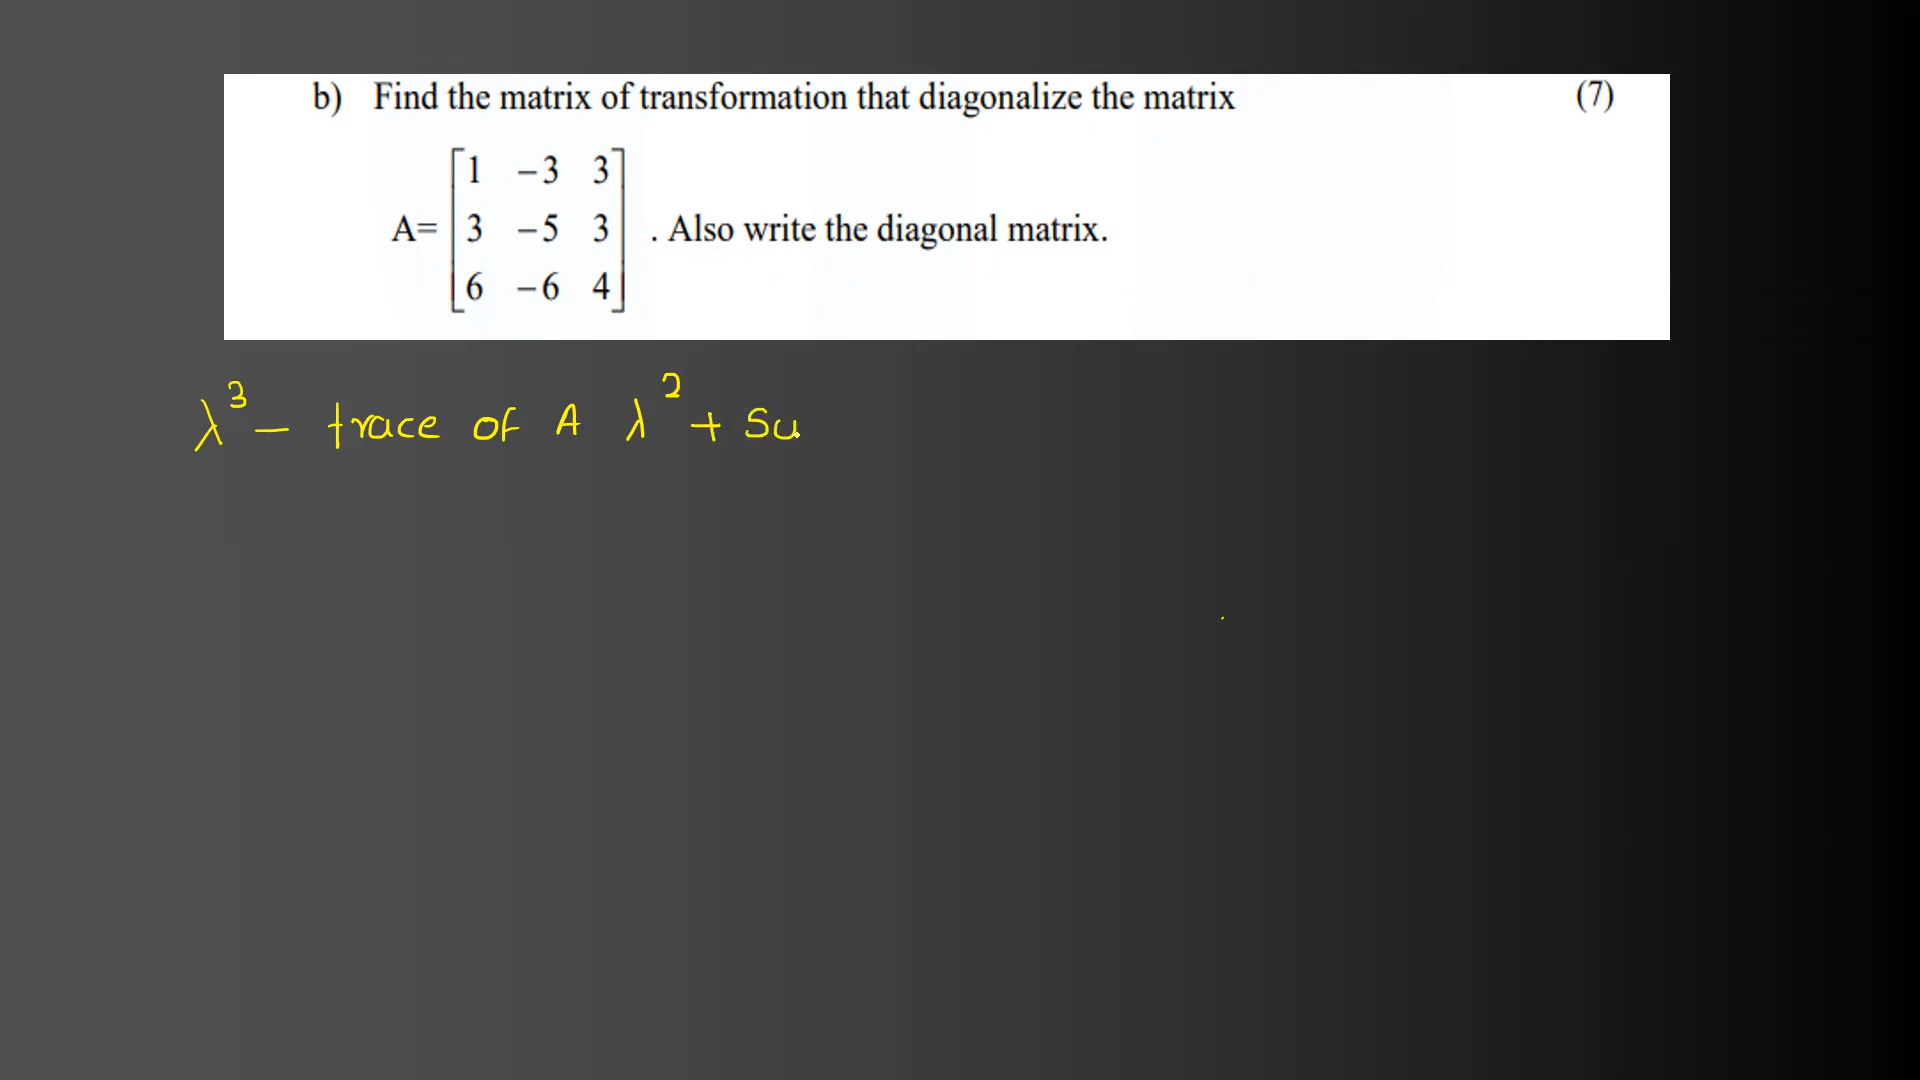 b) Find the matrix of transformation that diagonalize the matrix (7)
1 −3 3
A= 3 −5 3 . Also write the diagonal matrix.
6 −6 4
λ³ − trace of A λ² + Su